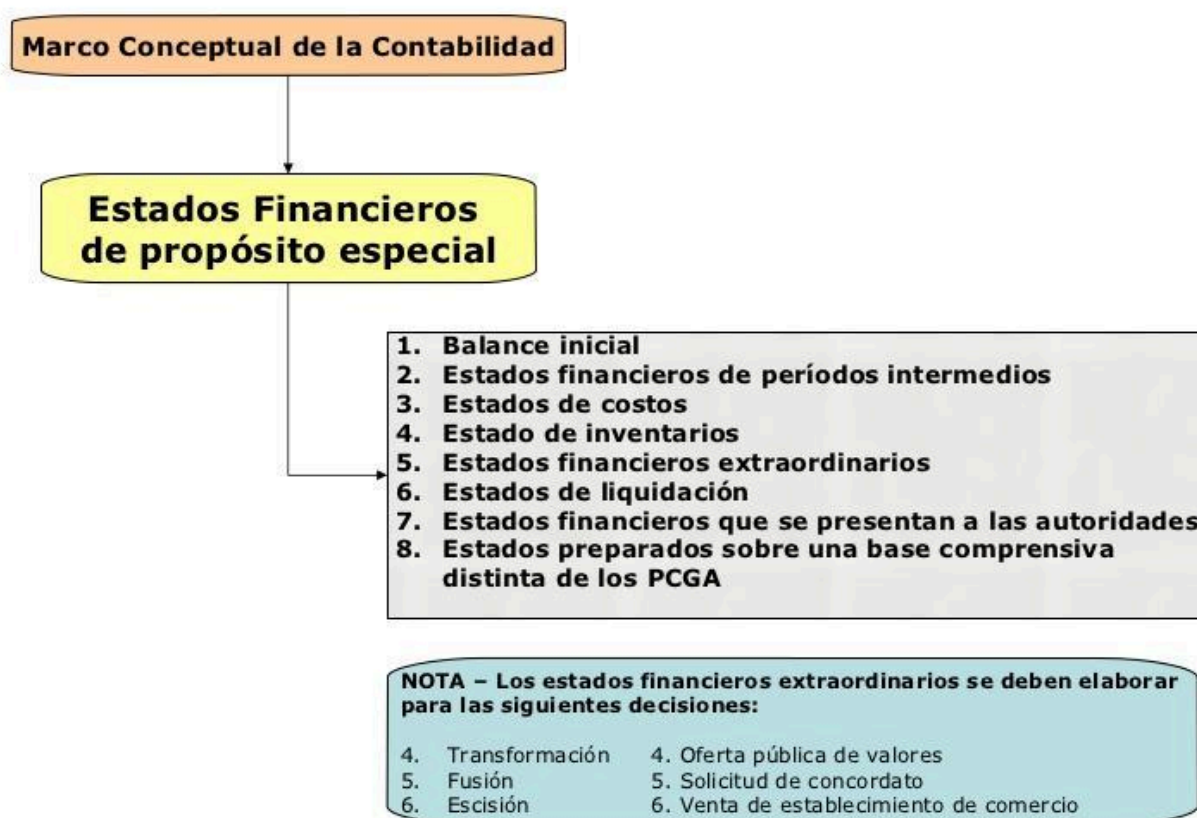 Marco Conceptual de la Contabilidad
Estados Financieros
de propósito especial
1. Balance inicial
2. Estados financieros de períodos intermedios
3. Estados de costos
4. Estado de inventarios
5. Estados financieros extraordinarios
6. Estados de liquidación
7. Estados financieros que se presentan a las autoridades
8. Estados preparados sobre una base comprensiva
distinta de los PCGA
NOTA – Los estados financieros extraordinarios se deben elaborar
para las siguientes decisiones:
4. Transformación 4. Oferta pública de valores
5. Fusión 5. Solicitud de concordato
6. Escisión 6. Venta de establecimiento de comercio